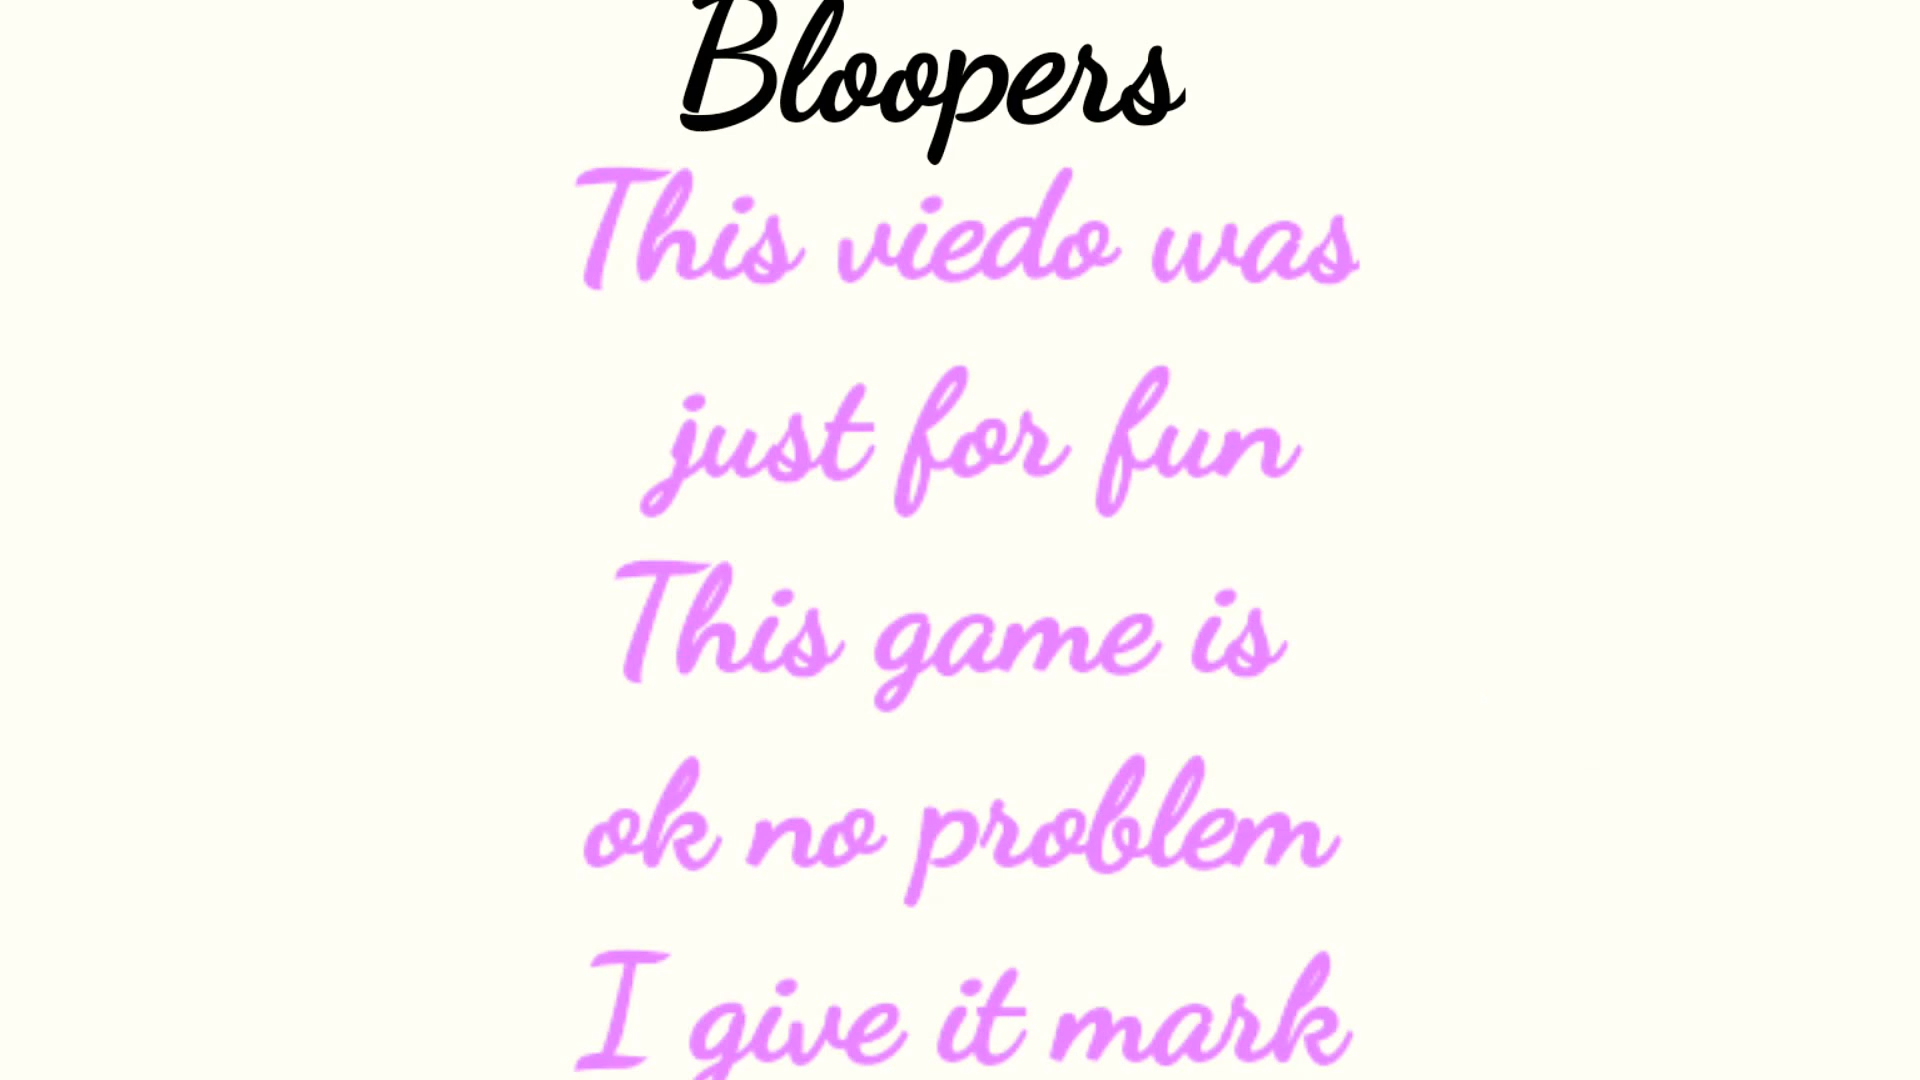 Bloopers
This viedo was
just for fun
This game is
ok no problem
I give it mark